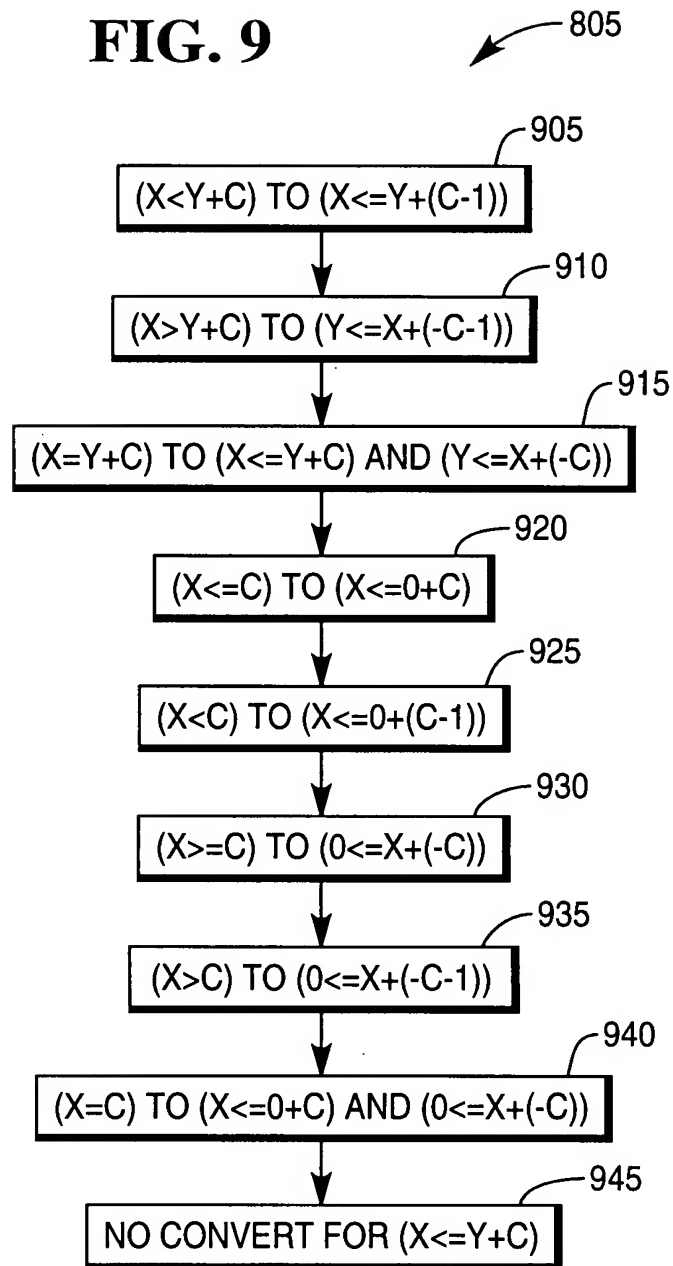 FIG. 9
805
905
(X<Y+C) TO (X<=Y+(C-1))
910
(X>Y+C) TO (Y<=X+(-C-1))
915
(X=Y+C) TO (X<=Y+C) AND (Y<=X+(-C))
920
(X<=C) TO (X<=0+C)
925
(X<C) TO (X<=0+(C-1))
930
(X>=C) TO (0<=X+(-C))
935
(X>C) TO (0<=X+(-C-1))
940
(X=C) TO (X<=0+C) AND (0<=X+(-C))
945
NO CONVERT FOR (X<=Y+C)